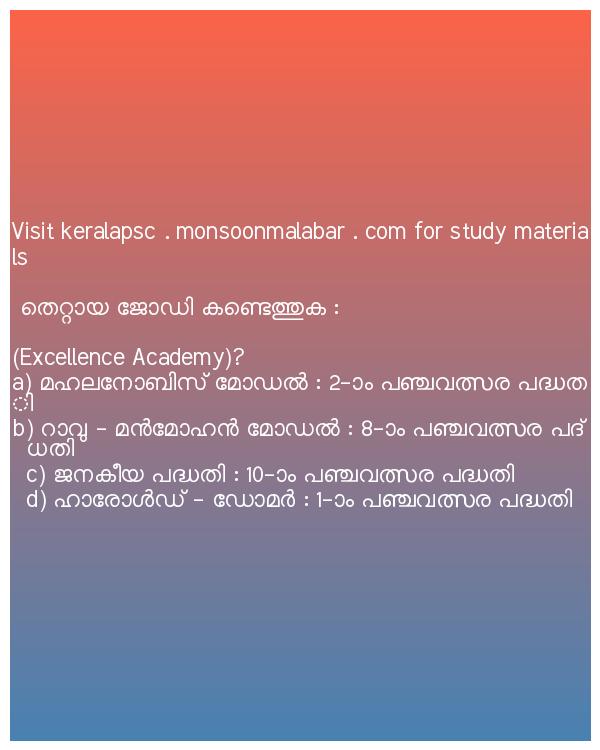 Visit keralapsc . monsoonmalabar . com for study materia
ls
തെറ്റായ ജോഡി കണ്ടെത്തുക :
(Excellence Academy)?
a) മഹലനോബിസ് മോഡൽ : 2-ാം പഞ്ചവത്സര പദ്ധത
ി
b) റാവു - മൻമോഹൻ മോഡൽ : 8-ാം പഞ്ചവത്സര പദ്
ധതി
c) ജനകീയ പദ്ധതി : 10-ാം പഞ്ചവത്സര പദ്ധതി
d) ഹാരോൾഡ് - ഡോമർ : 1-ാം പഞ്ചവത്സര പദ്ധതി